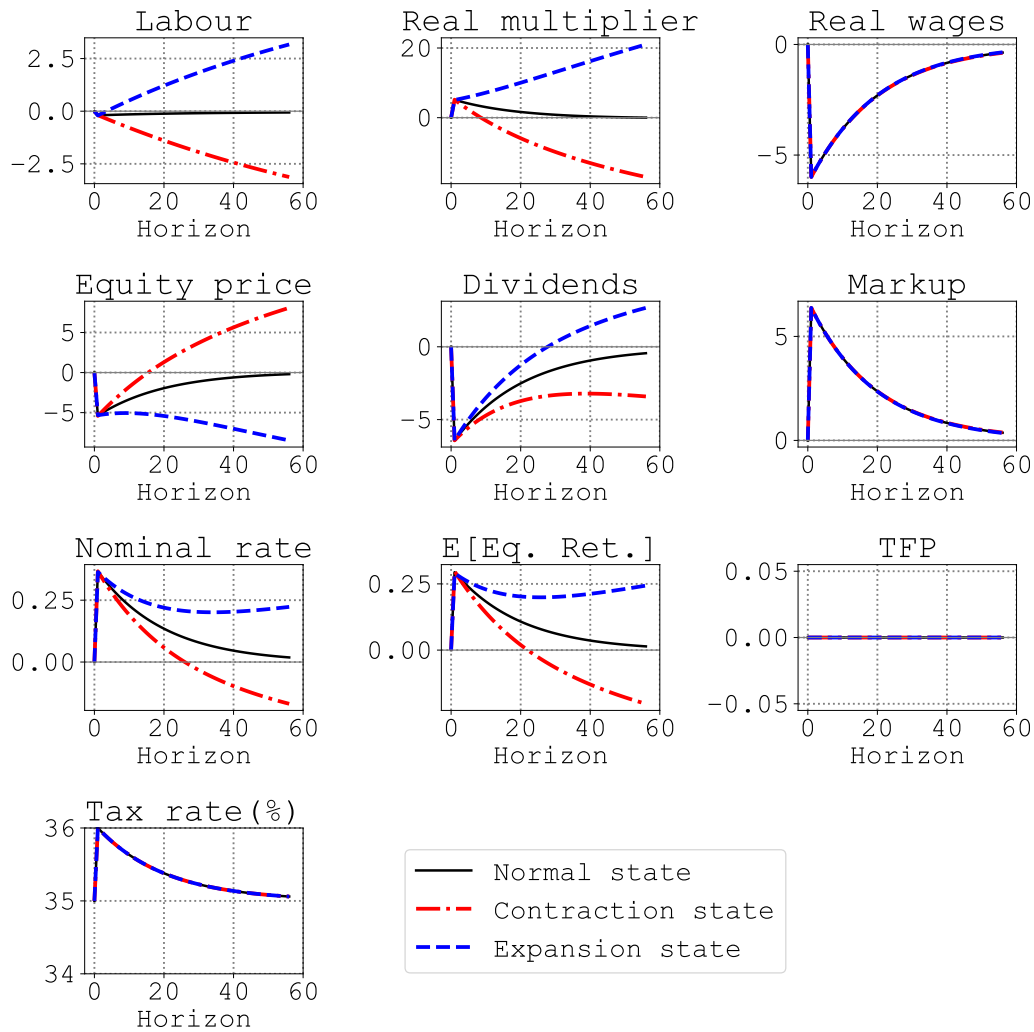 Labour
Real multiplier
Real wages
2.5
0.0
−2.5
20
0
0
−5
0 20 40 60
0 20 40 60
0 20 40 60
Horizon
Horizon
Horizon
Equity price
Dividends
Markup
5
0
−5
0
−5
5
0
0 20 40 60
0 20 40 60
0 20 40 60
Horizon
Horizon
Horizon
Nominal rate
E[Eq. Ret.]
TFP
0.25
0.00
0.25
0.00
0.05
0.00
−0.05
0 20 40 60
0 20 40 60
0 20 40 60
Horizon
Horizon
Horizon
Tax rate(%)
36
35
34
0 20 40 60
Horizon
Normal state
Contraction state
Expansion state